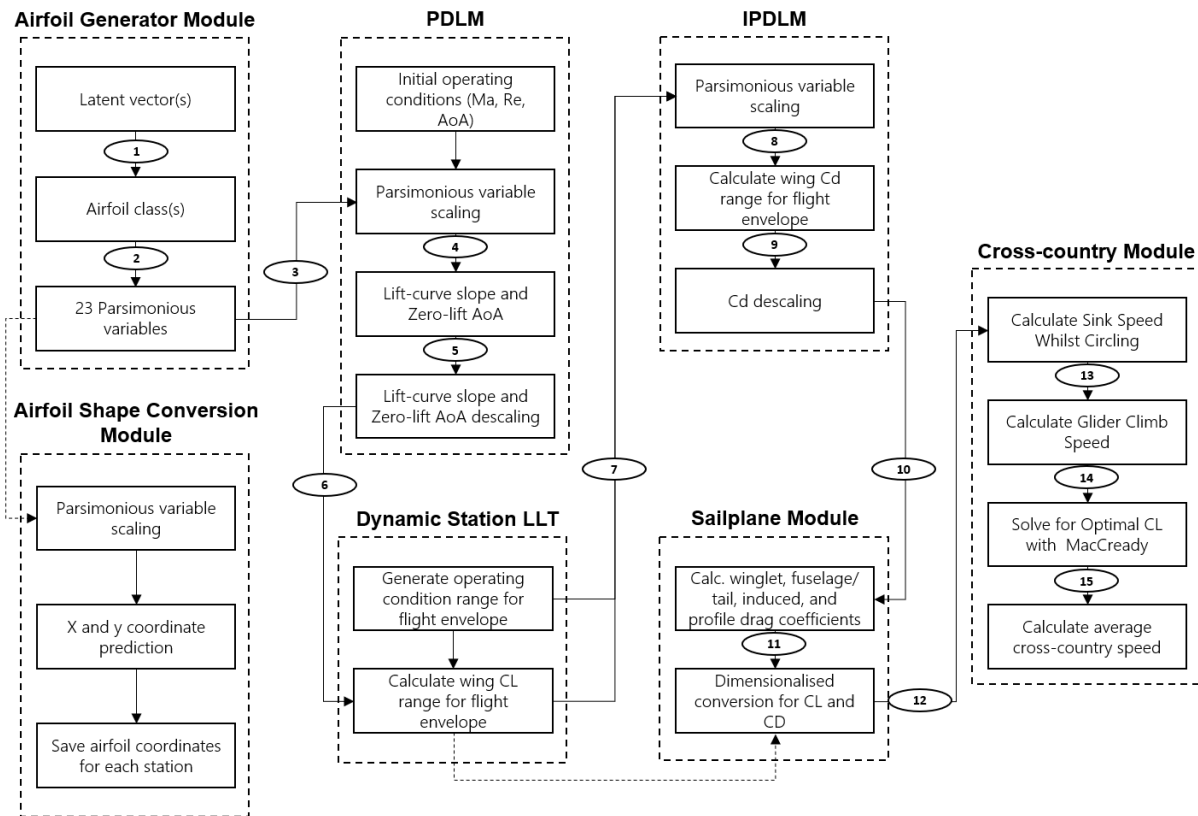 Airfoil Generator Module
Latent vector(s)
1
Airfoil class(s)
2
23 Parsimonious
variables
3
Airfoil Shape Conversion
Module
Parsimonious variable
scaling
X and y coordinate
prediction
Save airfoil coordinates
for each station
PDLM
Initial operating
conditions (Ma, Re,
AoA)
Parsimonious variable
scaling
4
Lift-curve slope and
Zero-lift AoA
5
Lift-curve slope and
Zero-lift AoA descaling
6
Dynamic Station LLT
Generate operating
condition range for
flight envelope
Calculate wing CL
range for flight
envelope
7
IPDLM
Parsimonious variable
scaling
8
Calculate wing Cd
range for flight
envelope
9
Cd descaling
10
Sailplane Module
Calc. winglet, fuselage/
tail, induced, and
profile drag coefficients
11
Dimensionalised
conversion for CL and
CD
12
Cross-country Module
Calculate Sink Speed
Whilst Circling
13
Calculate Glider Climb
Speed
14
Solve for Optimal CL
with MacCready
15
Calculate average
cross-country speed